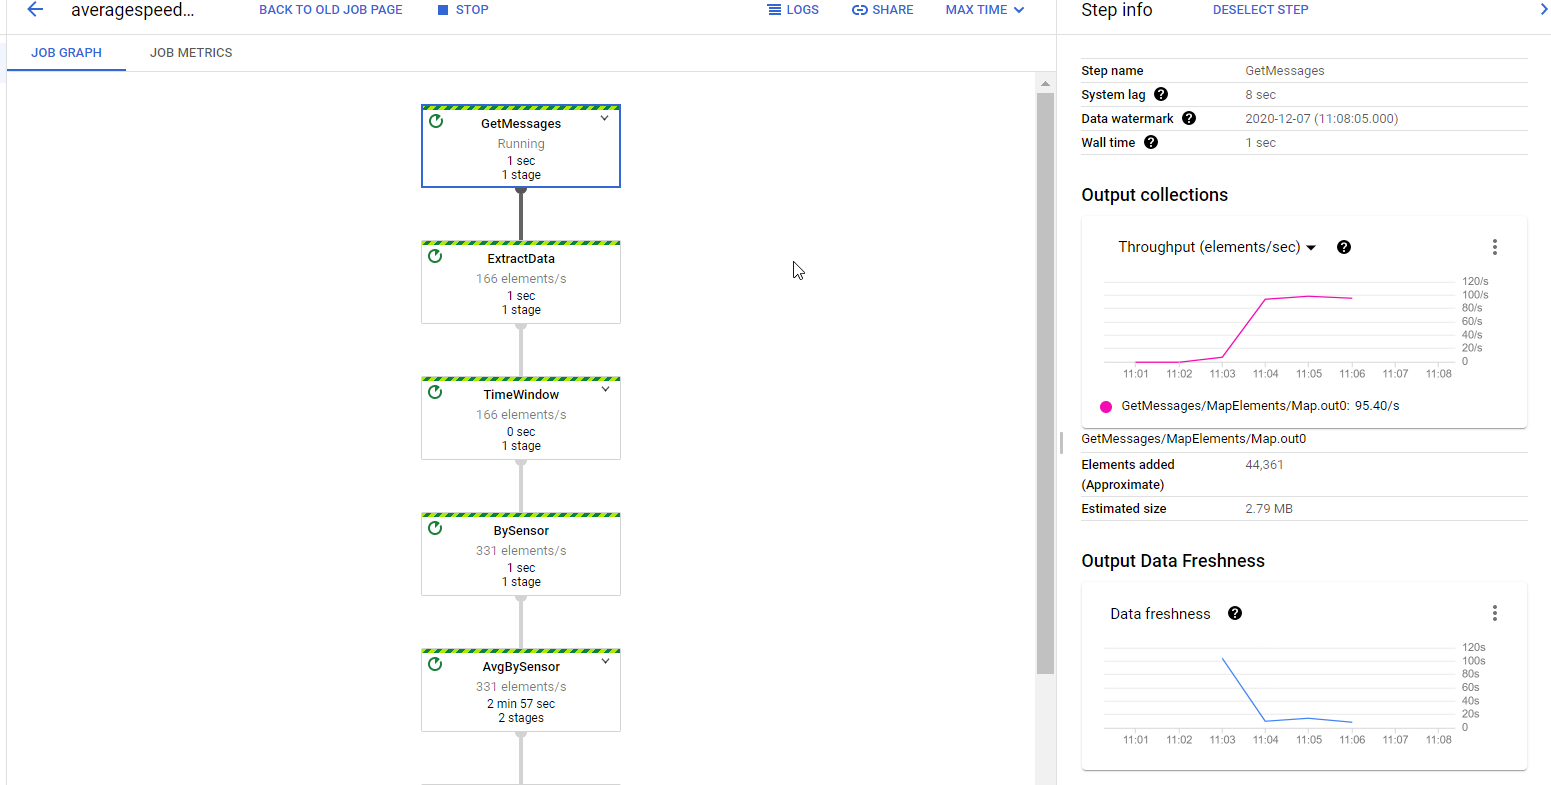 averagespeed...
BACK TO OLD JOB PAGE
STOP
LOGS
SHARE
MAX TIME
JOB GRAPH
JOB METRICS
GetMessages
Running
1 sec
1 stage
ExtractData
166 elements/s
1 sec
1 stage
TimeWindow
166 elements/s
0 sec
1 stage
BySensor
331 elements/s
1 sec
1 stage
AvgBySensor
331 elements/s
2 min 57 sec
2 stages
Step info
DESELECT STEP
Step name GetMessages
System lag ? 8 sec
Data watermark ? 2020-12-07 (11:08:05.000)
Wall time ? 1 sec
Output collections
Throughput (elements/sec) ?
120/s
100/s
80/s
60/s
40/s
20/s
0
11:01 11:02 11:03 11:04 11:05 11:06 11:07 11:08
GetMessages/MapElements/Map.out0: 95.40/s
GetMessages/MapElements/Map.out0
Elements added 44,361
(Approximate)
Estimated size 2.79 MB
Output Data Freshness
Data freshness ?
120s
100s
80s
60s
40s
20s
0
11:01 11:02 11:03 11:04 11:05 11:06 11:07 11:08